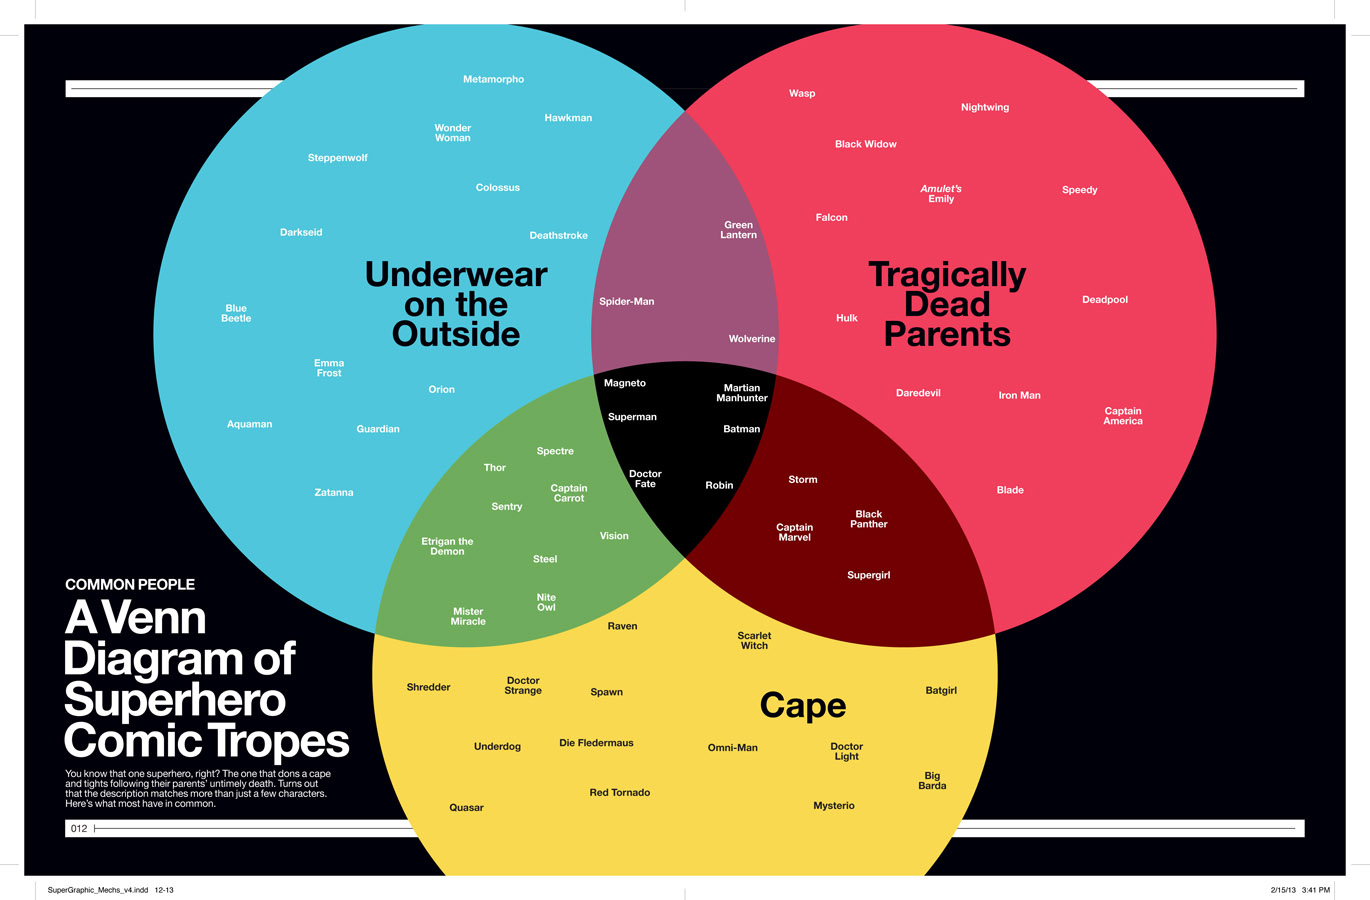 Metamorpho
Hawkman
Wonder
Woman
Steppenwolf
Colossus
Darkseid
Deathstroke
Underwear
on the
Outside
Blue
Beetle
Emma
Frost
Orion
Aquaman
Guardian
Zatanna
Wasp
Nightwing
Black Widow
Amulet's
Emily
Speedy
Falcon
Tragically
Dead
Parents
Deadpool
Hulk
Daredevil
Iron Man
Captain
America
Blade
Green
Lantern
Spider-Man
Wolverine
Magneto
Martian
Manhunter
Superman
Batman
Doctor
Fate
Robin
Spectre
Thor
Captain
Carrot
Sentry
Vision
Etrigan the
Demon
Steel
Nite
Owl
Mister
Miracle
Storm
Black
Panther
Captain
Marvel
Supergirl
Raven
Scarlet
Witch
Shredder
Doctor
Strange
Spawn
Cape
Batgirl
Underdog
Die Fledermaus
Omni-Man
Doctor
Light
Big
Barda
Red Tornado
Quasar
Mysterio
COMMON PEOPLE
A Venn
Diagram of
Superhero
Comic Tropes
You know that one superhero, right? The one that dons a cape
and tights following their parents' untimely death. Turns out
that the description matches more than just a few characters.
Here's what most have in common.
012
SuperGraphic_Mechs_v4.indd 12-13
2/15/13 3:41 PM